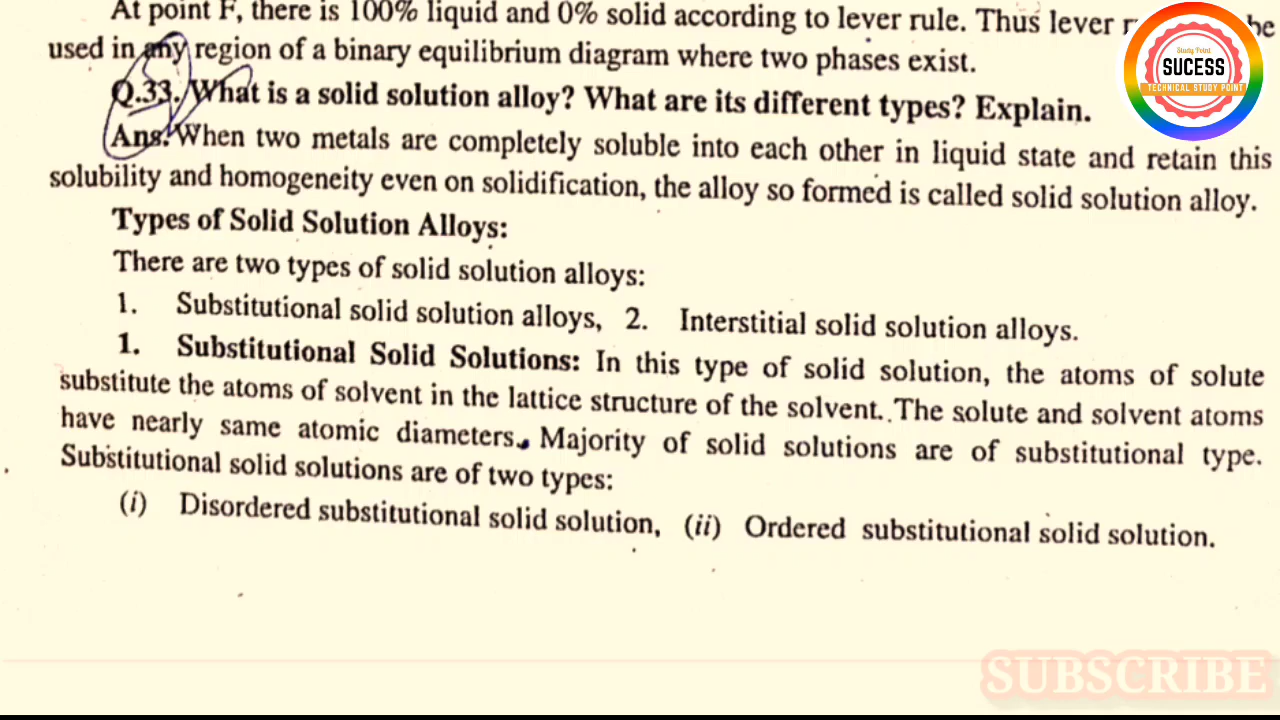 At point F, there is 100% liquid and 0% solid according to lever rule. Thus lever be
used in any region of a binary equilibrium diagram where two phases exist.
Q.33. What is a solid solution alloy? What are its different types? Explain.
Ans. When two metals are completely soluble into each other in liquid state and retain this
solubility and homogeneity even on solidification, the alloy so formed is called solid solution alloy.
Types of Solid Solution Alloys:
There are two types of solid solution alloys:
1. Substitutional solid solution alloys, 2. Interstitial solid solution alloys.
1. Substitutional Solid Solutions: In this type of solid solution, the atoms of solute
substitute the atoms of solvent in the lattice structure of the solvent. The solute and solvent atoms
have nearly same atomic diameters. Majority of solid solutions are of substitutional type.
Substitutional solid solutions are of two types:
(i) Disordered substitutional solid solution, (ii) Ordered substitutional solid solution.
Study Point
SUCESS
TECHNICAL STUDY POINT
SUBSCRIBE